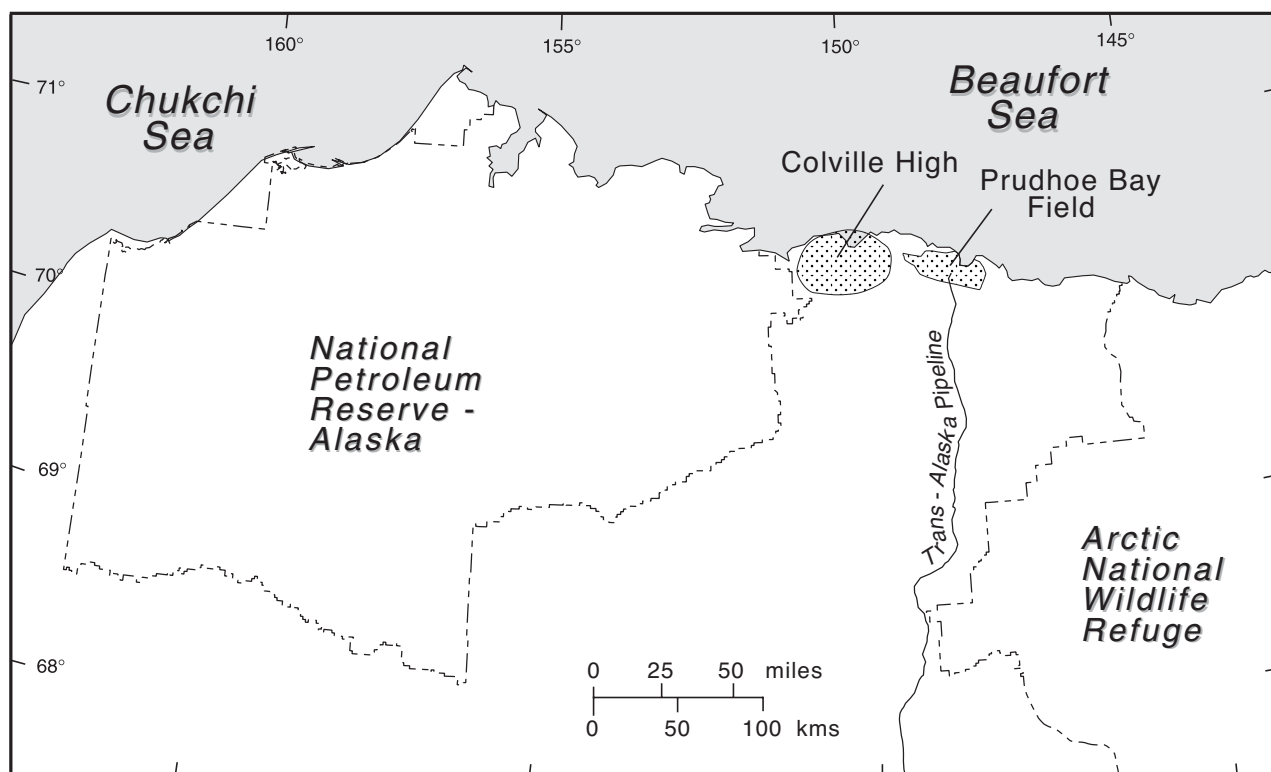 160°
155°
150°
145°
71°
Chukchi
Sea
Beaufort
Sea
Colville High
Prudhoe Bay
Field
70°
National
Petroleum
Reserve -
Alaska
Trans - Alaska Pipeline
69°
Arctic
National
Wildlife
Refuge
68°
0 25 50 miles
0 50 100 kms